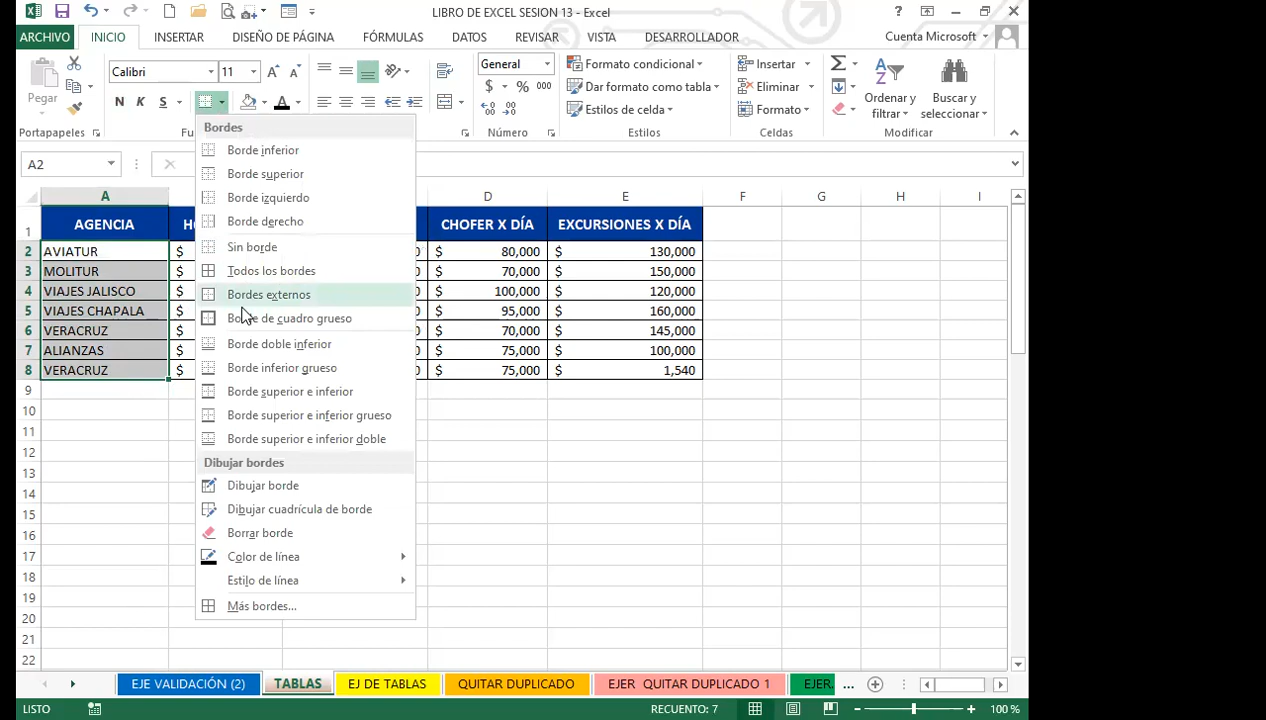 LIBRO DE EXCEL SESION 13 - Excel
ARCHIVO INICIO INSERTAR DISEÑO DE PÁGINA FÓRMULAS DATOS REVISAR VISTA DESARROLLADOR Cuenta Microsoft
Pegar
Calibri 11
N K S
General
$ % 000
Formato condicional
Dar formato como tabla
Estilos de celda
Insertar
Eliminar
Formato
Ordenar y filtrar
Buscar y seleccionar
Portapapeles Fu Número Estilos Celdas Modificar
A2
Bordes
Borde inferior
Borde superior
Borde izquierdo
Borde derecho
Sin borde
Todos los bordes
Bordes externos
Borde de cuadro grueso
Borde doble inferior
Borde inferior grueso
Borde superior e inferior
Borde superior e inferior grueso
Borde superior e inferior doble
Dibujar bordes
Dibujar borde
Dibujar cuadrícula de borde
Borrar borde
Color de línea
Estilo de línea
Más bordes...
A D E F G H I
1 AGENCIA H CHOFER X DÍA EXCURSIONES X DÍA
2 AVIATUR $ 0 $ 80,000 $ 130,000
3 MOLITUR $ 0 $ 70,000 $ 150,000
4 VIAJES JALISCO $ 0 $ 100,000 $ 120,000
5 VIAJES CHAPALA $ 0 $ 95,000 $ 160,000
6 VERACRUZ $ 0 $ 70,000 $ 145,000
7 ALIANZAS $ 0 $ 75,000 $ 100,000
8 VERACRUZ $ 0 $ 75,000 $ 1,540
9
10
11
12
13
14
15
16
17
18
19
20
21
22
EJE VALIDACIÓN (2) TABLAS EJ DE TABLAS QUITAR DUPLICADO EJER QUITAR DUPLICADO 1 EJER. ...
LISTO RECUENTO: 7 100 %